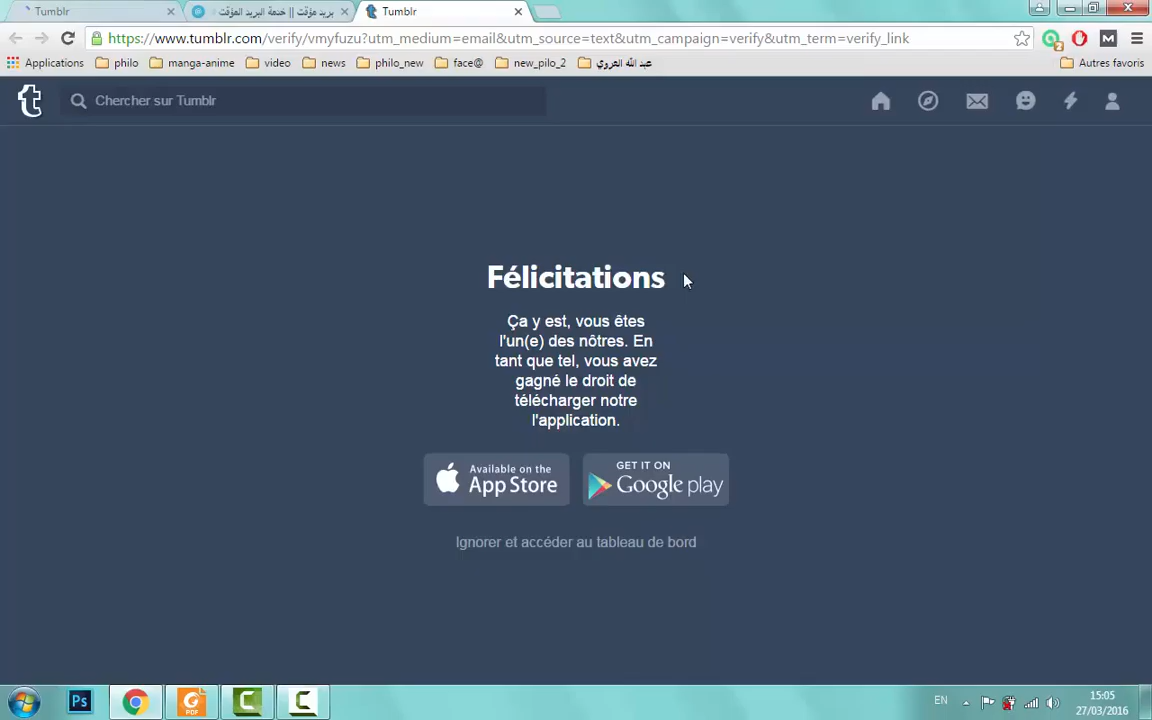 Tumblr
بريد مؤقت || خدمة البريد المؤقت
Tumblr
https://www.tumblr.com/verify/vmyfuzu?utm_medium=email&utm_source=text&utm_campaign=verify&utm_term=verify_link
Applications
philo
manga-anime
video
news
philo_new
face@
new_pilo_2
عبد الله العروي
Autres favoris
Chercher sur Tumblr
Félicitations
Ça y est, vous êtes
l'un(e) des nôtres. En
tant que tel, vous avez
gagné le droit de
télécharger notre
l'application.
Available on the
App Store
GET IT ON
Google play
Ignorer et accéder au tableau de bord
Ps
PDF
EN
15:05
27/03/2016